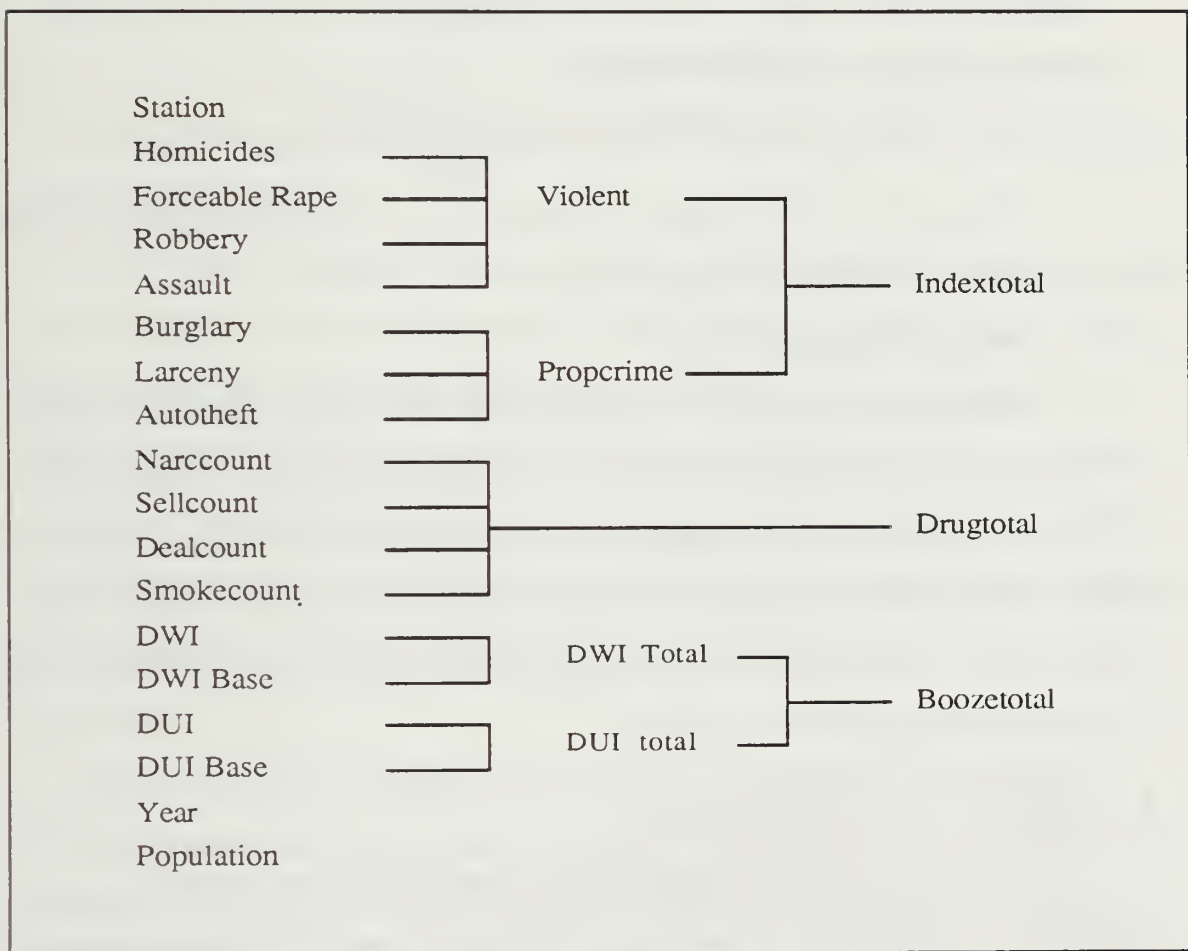 Station
Homicides
Forceable Rape
Violent
Robbery
Assault
Indextotal
Burglary
Larceny
Propcrime
Autotheft
Narccount
Sellcount
Drugtotal
Dealcount
Smokecount
DWI
DWI Total
DWI Base
Boozetotal
DUI
DUI total
DUI Base
Year
Population